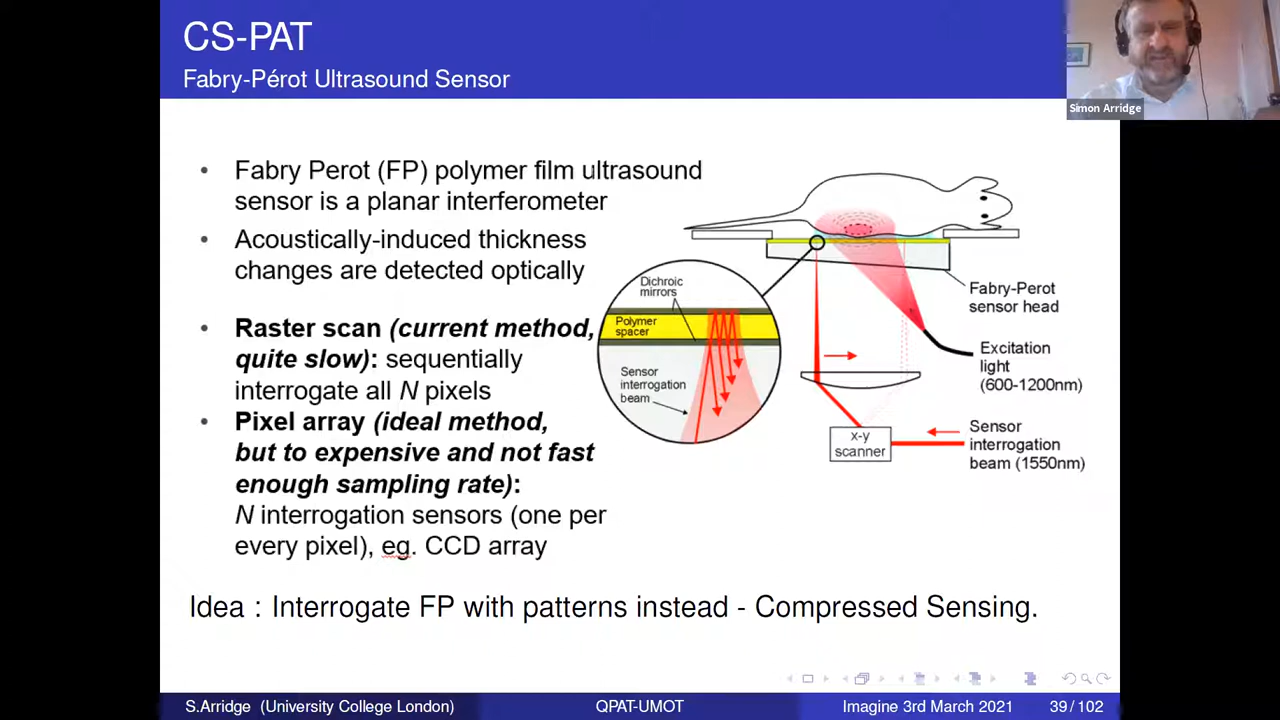 CS-PAT
Fabry-Pérot Ultrasound Sensor
Simon Arridge
• Fabry Perot (FP) polymer film ultrasound
sensor is a planar interferometer
• Acoustically-induced thickness
changes are detected optically
• Raster scan (current method,
quite slow): sequentially
interrogate all N pixels
• Pixel array (ideal method,
but to expensive and not fast
enough sampling rate):
N interrogation sensors (one per
every pixel), eg. CCD array
Dichroic
mirrors
Polymer
spacer
Sensor
interrogation
beam
Fabry-Perot
sensor head
Excitation
light
(600-1200nm)
x-y
scanner
Sensor
interrogation
beam (1550nm)
Idea : Interrogate FP with patterns instead - Compressed Sensing.
S.Arridge (University College London)
QPAT-UMOT
Imagine 3rd March 2021
39 / 102